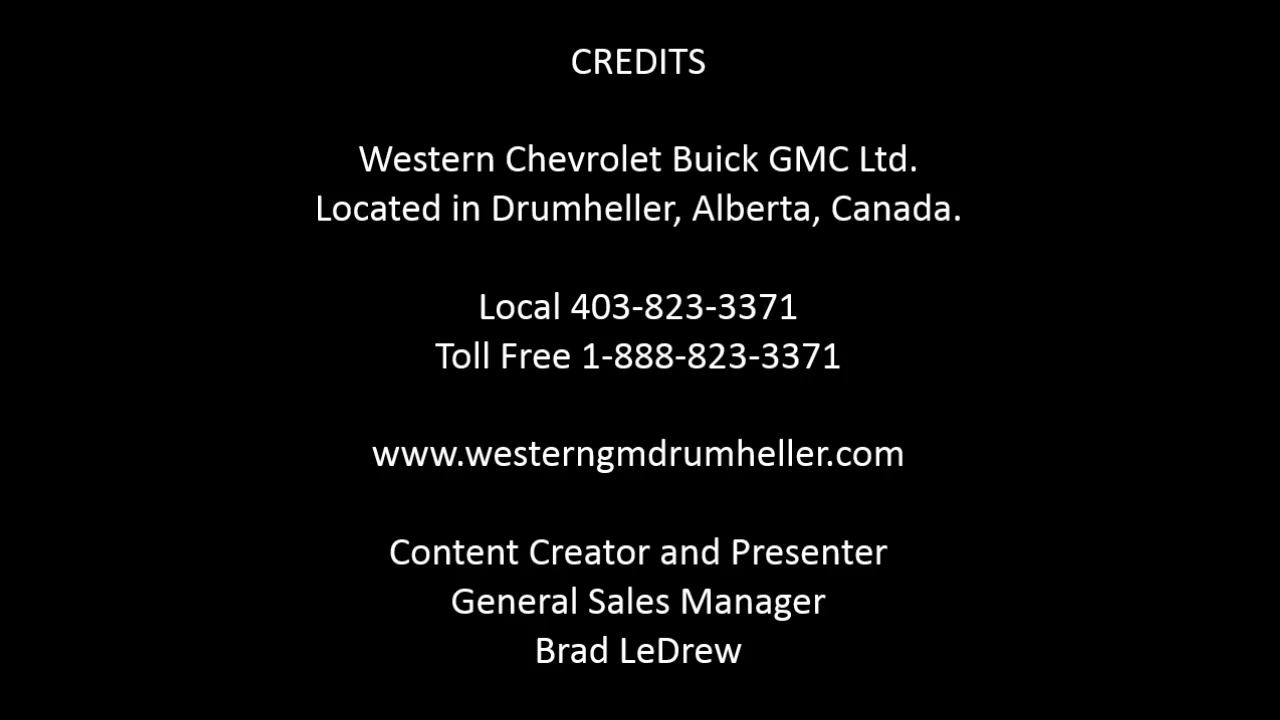 CREDITS
Western Chevrolet Buick GMC Ltd.
Located in Drumheller, Alberta, Canada.
Local 403-823-3371
Toll Free 1-888-823-3371
www.westerngmdrumheller.com
Content Creator and Presenter
General Sales Manager
Brad LeDrew